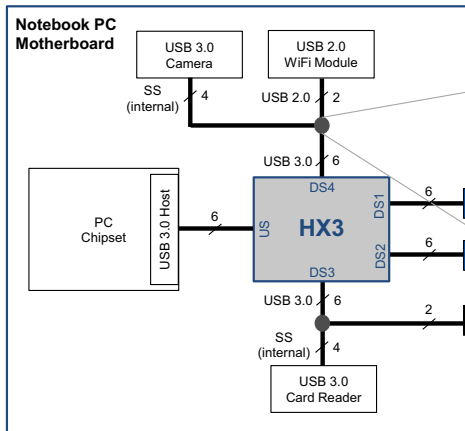 Notebook PC
Motherboard
USB 3.0
Camera
USB 2.0
WiFi Module
SS
(internal)
4
USB 2.0
2
USB 3.0
6
DS4
PC
Chipset
USB 3.0 Host
6
US
HX3
DS1
6
DS2
6
DS3
USB 3.0
6
2
SS
(internal)
4
USB 3.0
Card Reader